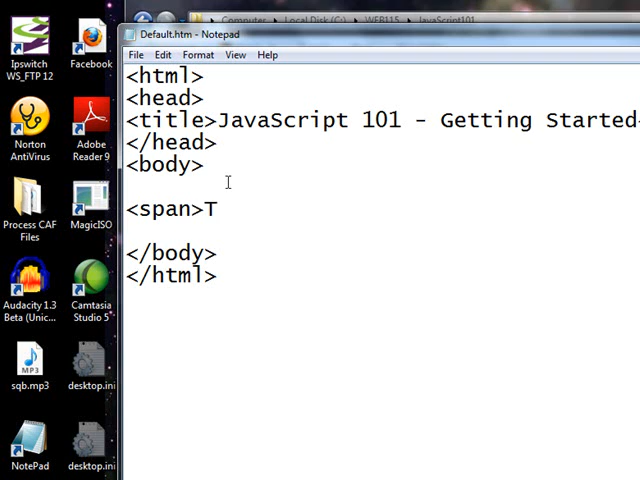 Computer
Local Disk (C:)
WEB115
JavaScript101
Default.htm - Notepad
File Edit Format View Help
<html>
<head>
<title>JavaScript 101 - Getting Started
</head>
<body>
<span>T
</body>
</html>
Ipswitch
WS_FTP 12
Facebook
Norton
AntiVirus
Adobe
Reader 9
Process CAF
Files
MagicISO
Audacity 1.3
Beta (Unic...
Camtasia
Studio 5
MP3
sqb.mp3
desktop.ini
NotePad
desktop.ini